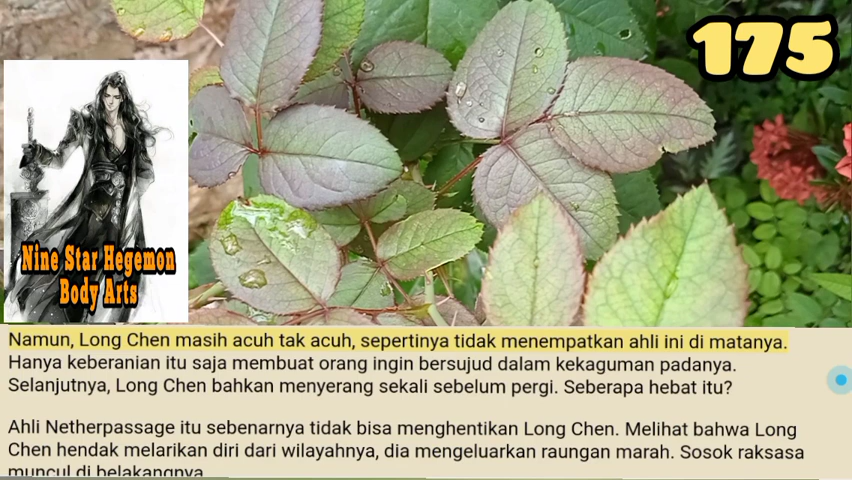 175
Nine Star Hegemon
Body Arts
Namun, Long Chen masih acuh tak acuh, sepertinya tidak menempatkan ahli ini di matanya.
Hanya keberanian itu saja membuat orang ingin bersujud dalam kekaguman padanya.
Selanjutnya, Long Chen bahkan menyerang sekali sebelum pergi. Seberapa hebat itu?
Ahli Netherpassage itu sebenarnya tidak bisa menghentikan Long Chen. Melihat bahwa Long
Chen hendak melarikan diri dari wilayahnya, dia mengeluarkan raungan marah. Sosok raksasa
muncul di belakangnya